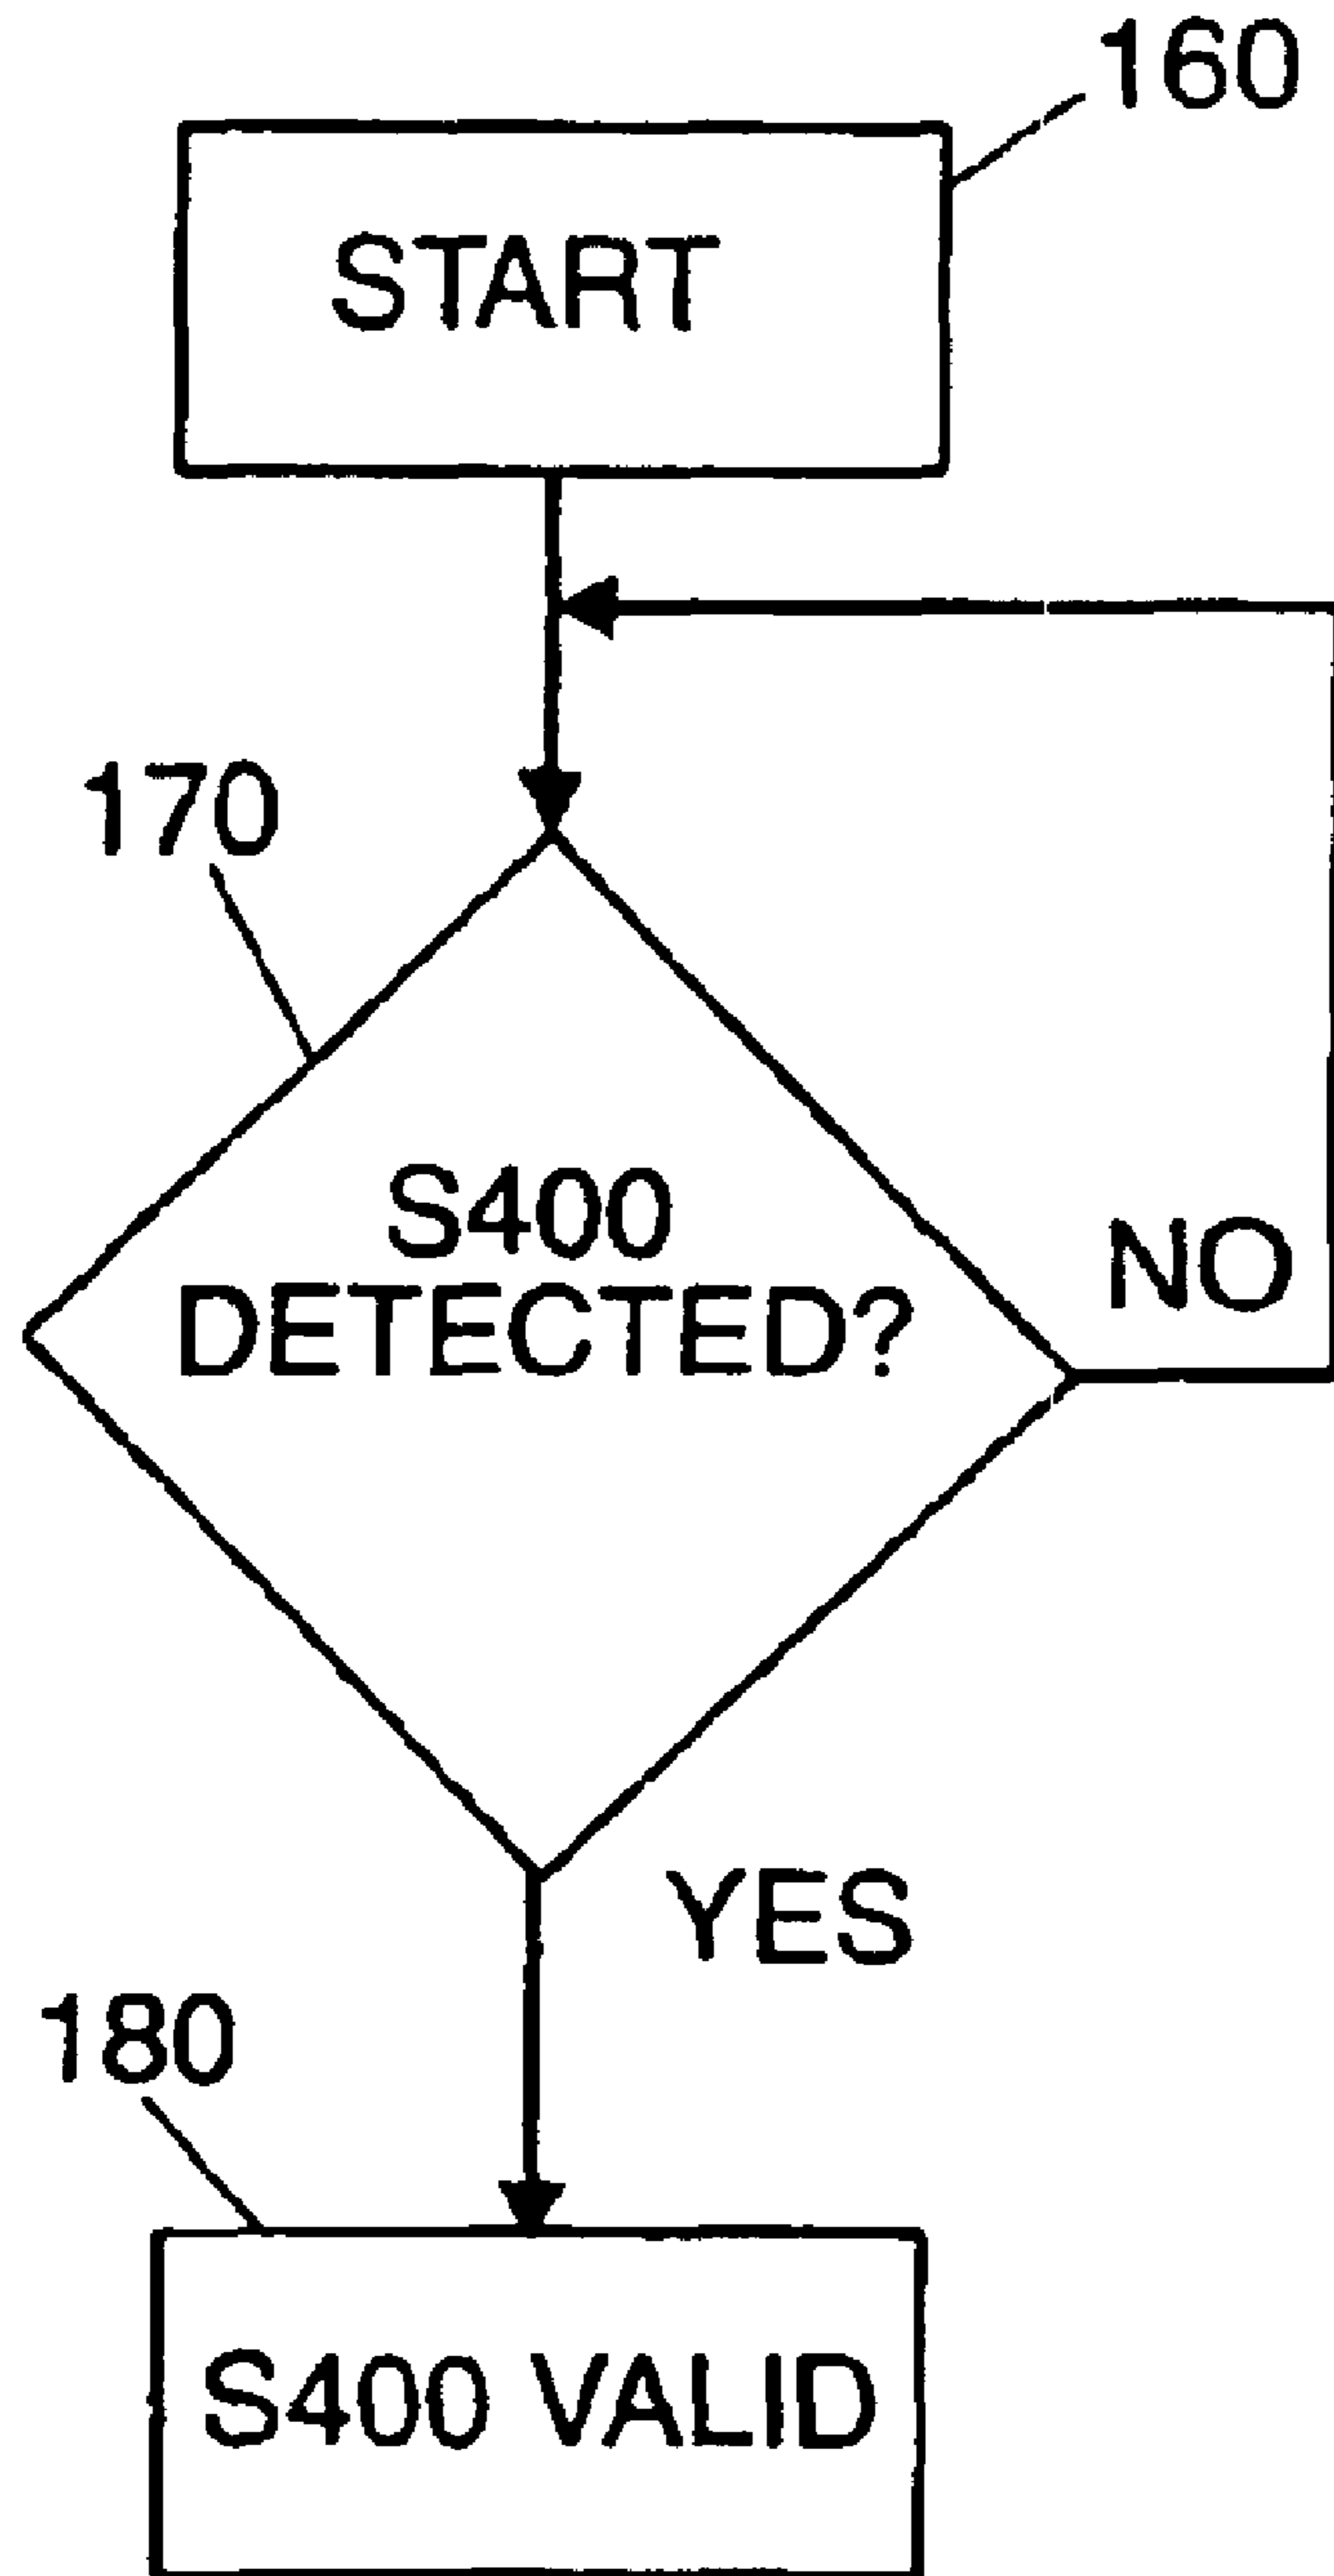 160
START
170
S400
DETECTED?
NO
YES
180
S400 VALID